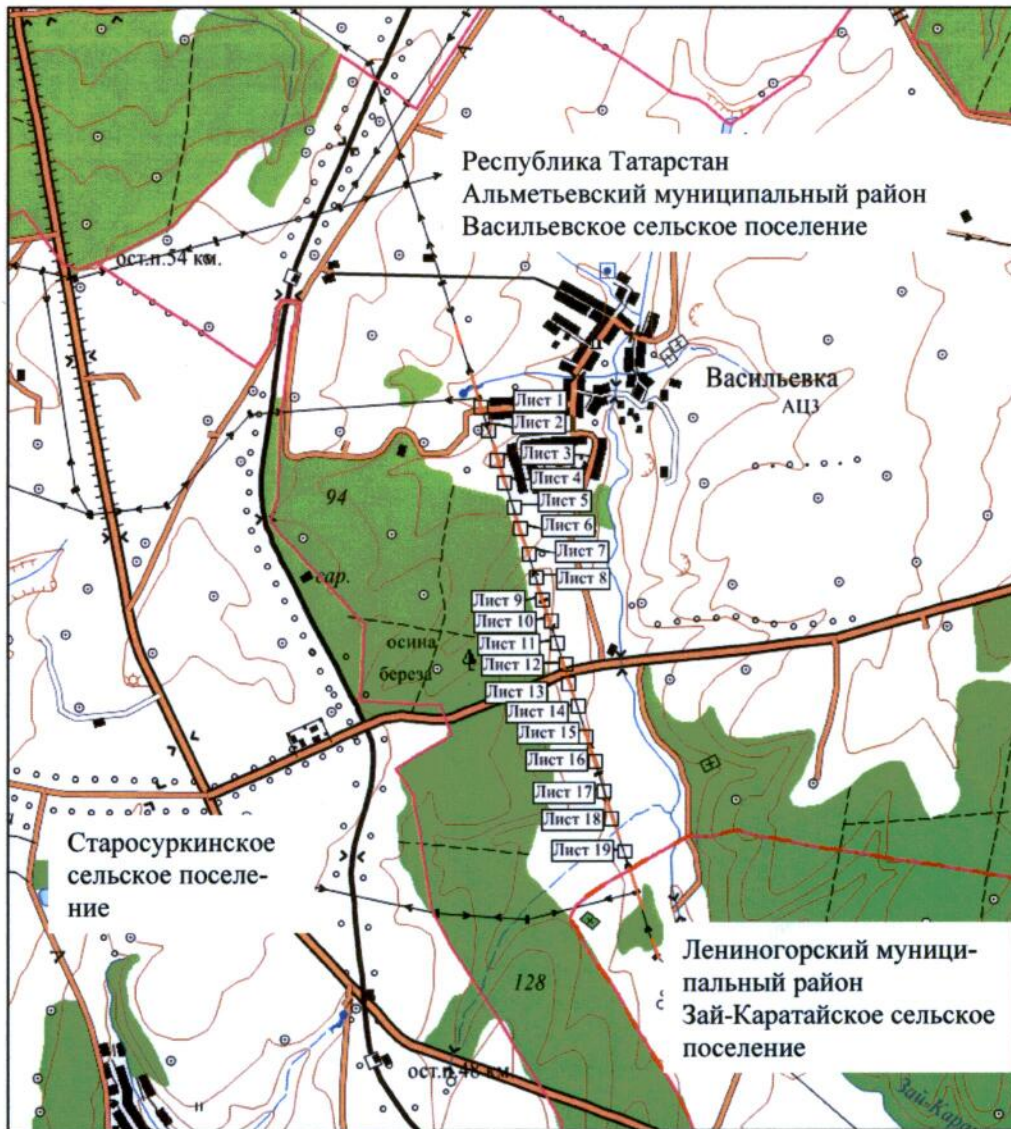 Республика Татарстан
Альметьевский муниципальный район
Васильевское сельское поселение
ост.п.54 км.
Васильевка
АЦЗ
Лист 1
Лист 2
Лист 3
Лист 4
94
Лист 5
Лист 6
Лист 7
сар.
Лист 8
Лист 9
Лист 10
осина
береза
Лист 11
Лист 12
Лист 13
Лист 14
Лист 15
Лист 16
Лист 17
Лист 18
Лист 19
Старосуркинское
сельское поселе-
ние
128
Лениногорский муници-
пальный район
Зай-Каратайское сельское
поселение
ост.п.48 км.